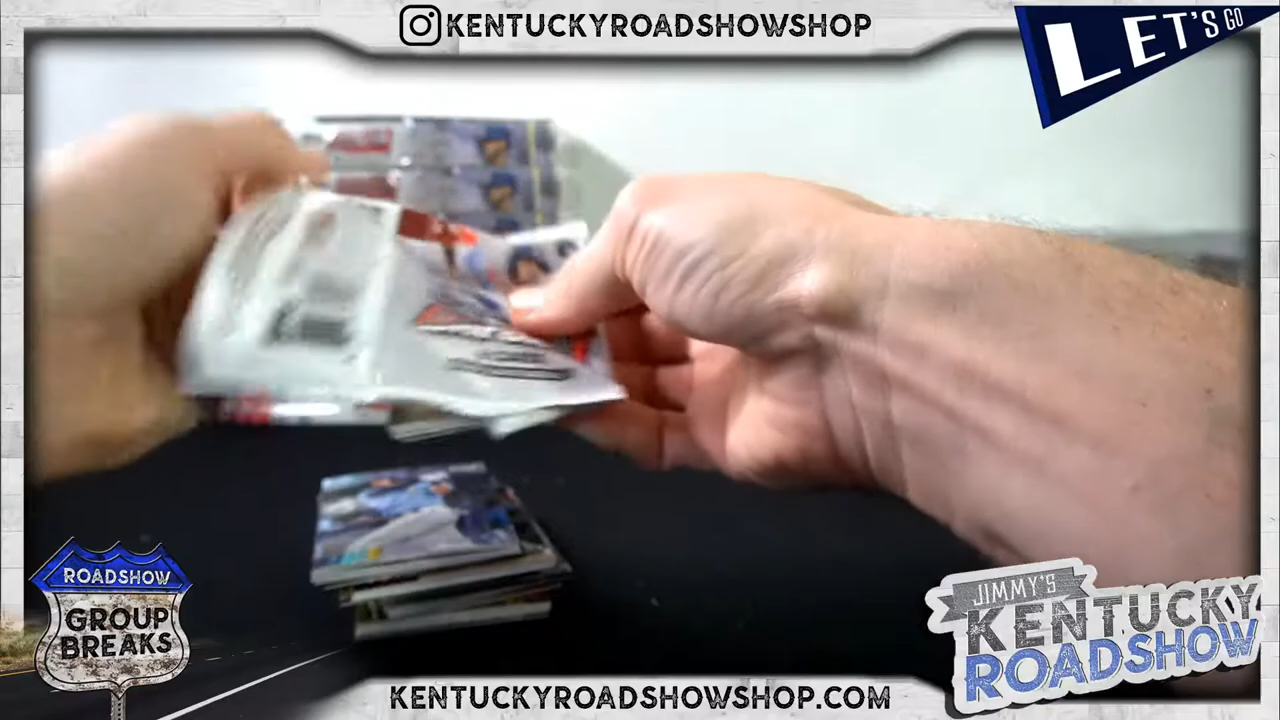 KENTUCKYROADSHOWSHOP
LET'S GO
ROADSHOW
GROUP
BREAKS
JIMMY'S
KENTUCKY
ROADSHOW
KENTUCKYROADSHOWSHOP.COM